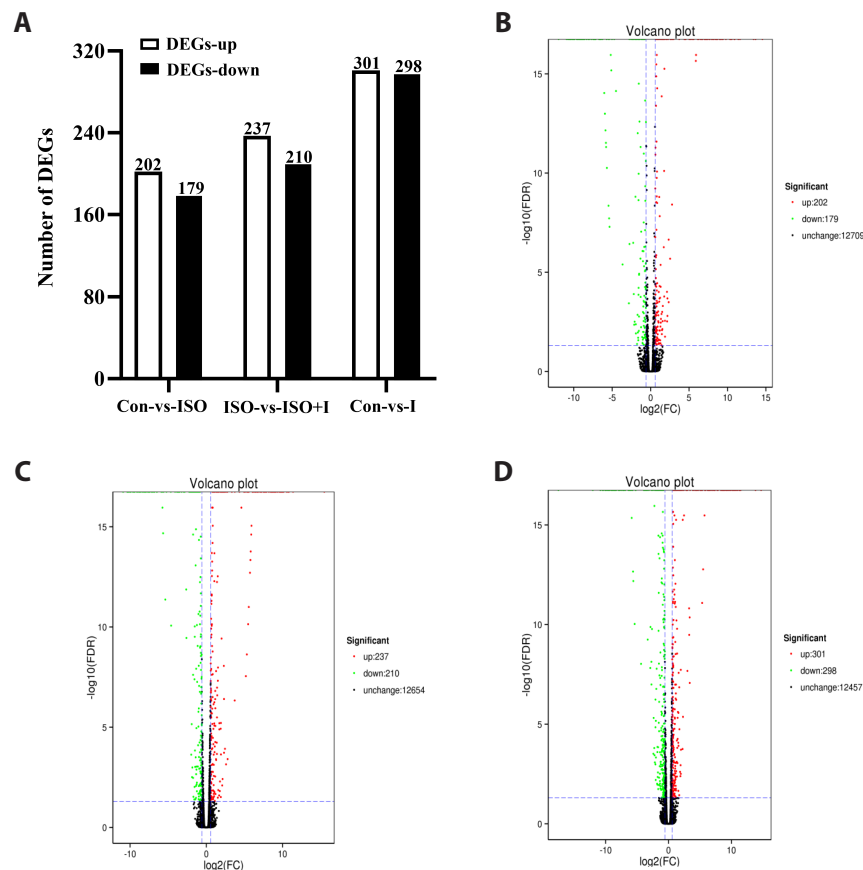 A
DEGs-up
DEGs-down
Number of DEGs
320
240
160
80
0
202
179
237
210
301
298
Con-vs-ISO
ISO-vs-ISO+I
Con-vs-I
B
Volcano plot
-log10(FDR)
15
10
5
0
-10
-5
0
5
10
15
log2(FC)
Significant
up:202
down:179
unchange:12709
C
Volcano plot
-log10(FDR)
15
10
5
0
-10
0
10
log2(FC)
Significant
up:237
down:210
unchange:12654
D
Volcano plot
-log10(FDR)
15
10
5
0
-10
0
10
log2(FC)
Significant
up:301
down:298
unchange:12457